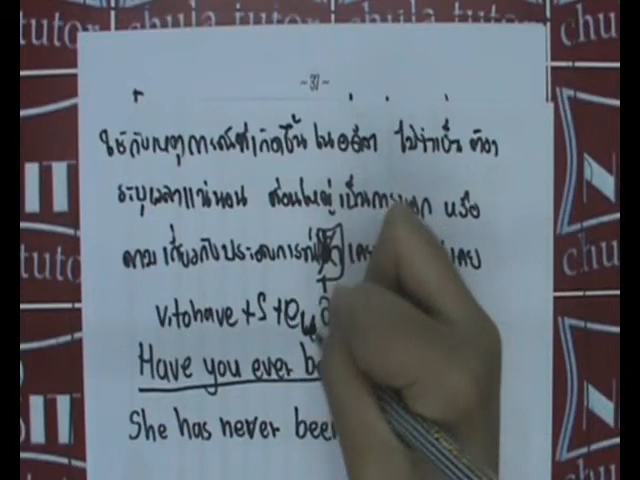 chula tutor
-37-
ใช้กับเหตุการณ์ที่เกิดขึ้นในอดีต ไม่จำเป็นต้อง
ระบุเวลาแน่นอน ส่วนใหญ่เป็นการบอก หรือ
ถามเกี่ยวกับประสบการณ์
v.to have + S +
Have you ever
She has never been